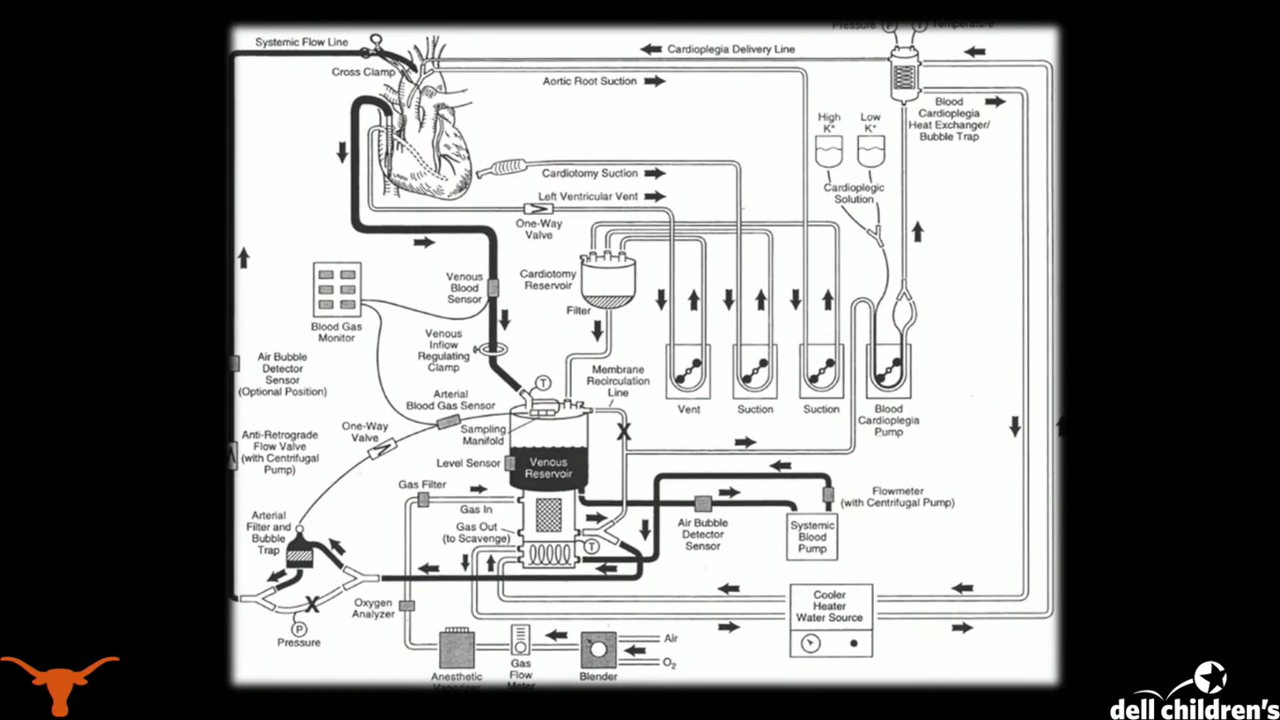 Pressure
P
T
Temperature
Systemic Flow Line
Cardioplegia Delivery Line
Cross Clamp
Aortic Root Suction
Blood
Cardioplegia
Heat Exchanger/
Bubble Trap
High
K+
Low
K+
Cardiotomy Suction
Cardioplegic
Solution
Left Ventricular Vent
One-Way
Valve
Venous
Blood
Sensor
Cardiotomy
Reservoir
Filter
Blood Gas
Monitor
Venous
Inflow
Regulating
Clamp
Air Bubble
Detector
Sensor
(Optional Position)
Membrane
Recirculation
Line
T
Arterial
Blood Gas Sensor
Vent
Suction
Suction
Blood
Cardioplegia
Pump
One-Way
Valve
Sampling
Manifold
X
Anti-Retrograde
Flow Valve
(with Centrifugal
Pump)
Level Sensor
Venous
Reservoir
Gas Filter
Gas In
Flowmeter
(with Centrifugal Pump)
Arterial
Filter and
Bubble
Trap
Gas Out
(to Scavenge)
T
Air Bubble
Detector
Sensor
Systemic
Blood
Pump
X
P
Pressure
Oxygen
Analyzer
Cooler
Heater
Water Source
Anesthetic
Gas
Flow
Blender
Air
O2
dell children's